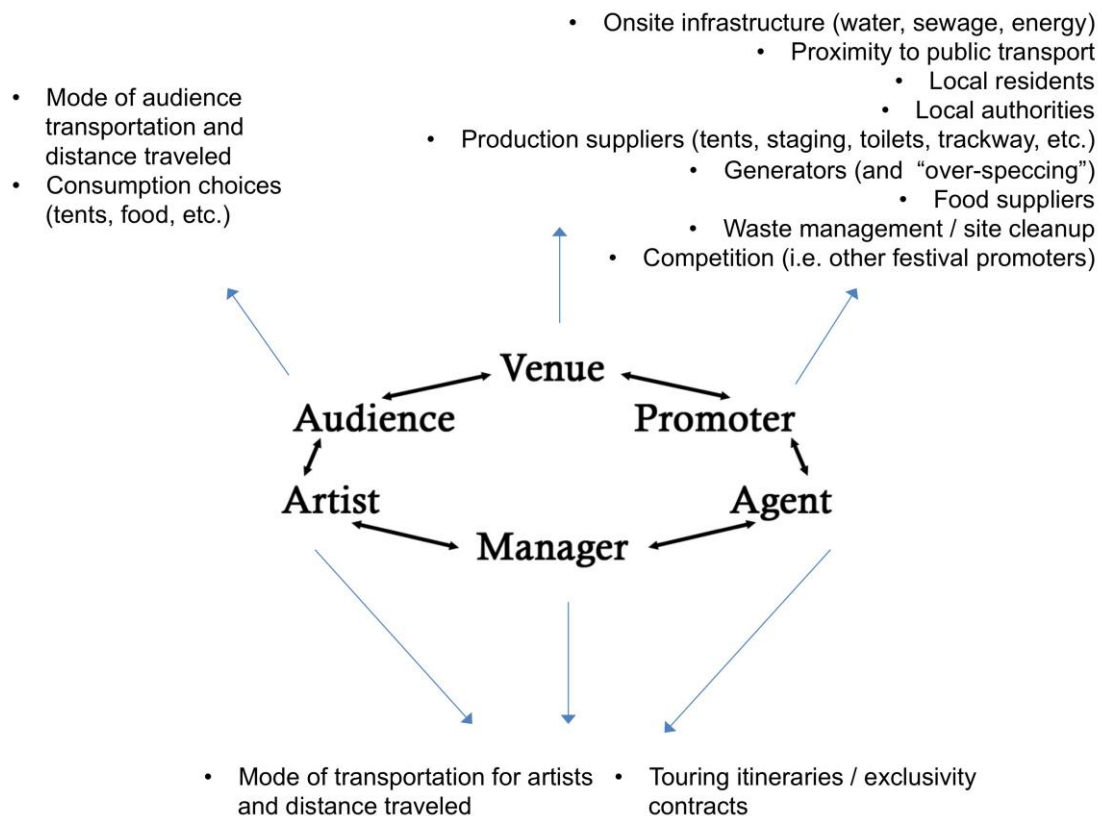 • Onsite infrastructure (water, sewage, energy)
• Proximity to public transport
• Local residents
• Local authorities
• Production suppliers (tents, staging, toilets, trackway, etc.)
• Generators (and “over-speccing”)
• Food suppliers
• Waste management / site cleanup
• Competition (i.e. other festival promoters)
• Mode of audience
transportation and
distance traveled
• Consumption choices
(tents, food, etc.)
Venue
Audience
Promoter
Artist
Agent
Manager
• Mode of transportation for artists
and distance traveled
• Touring itineraries / exclusivity
contracts